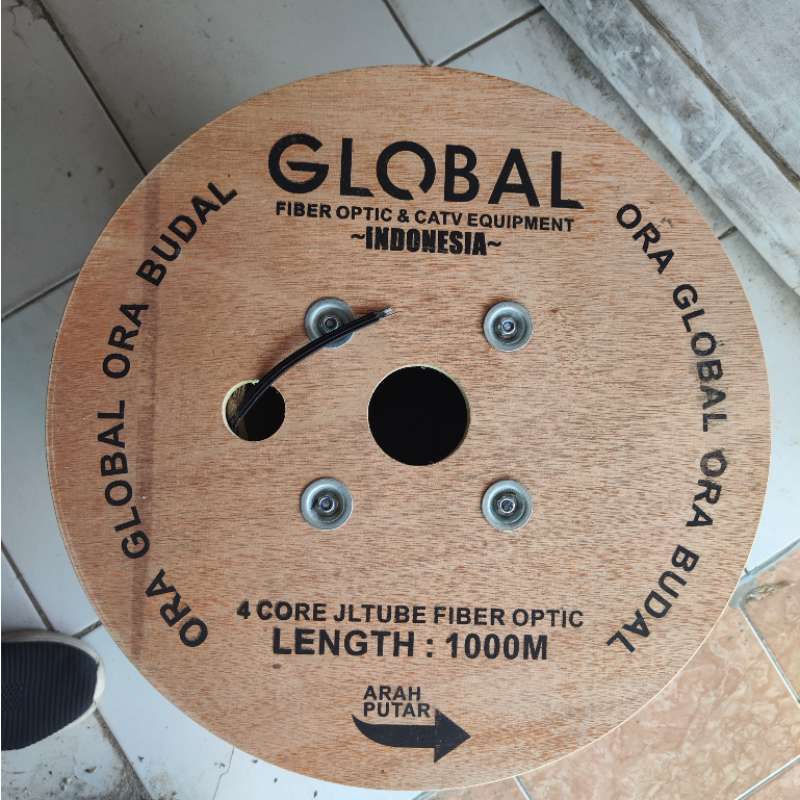 GLOBAL
FIBER OPTIC & CATV EQUIPMENT
~INDONESIA~
ORA GLOBAL ORA BUDAL
ORA GLOBAL ORA BUDAL
4 CORE JLTUBE FIBER OPTIC
LENGTH : 1000M
ARAH
PUTAR